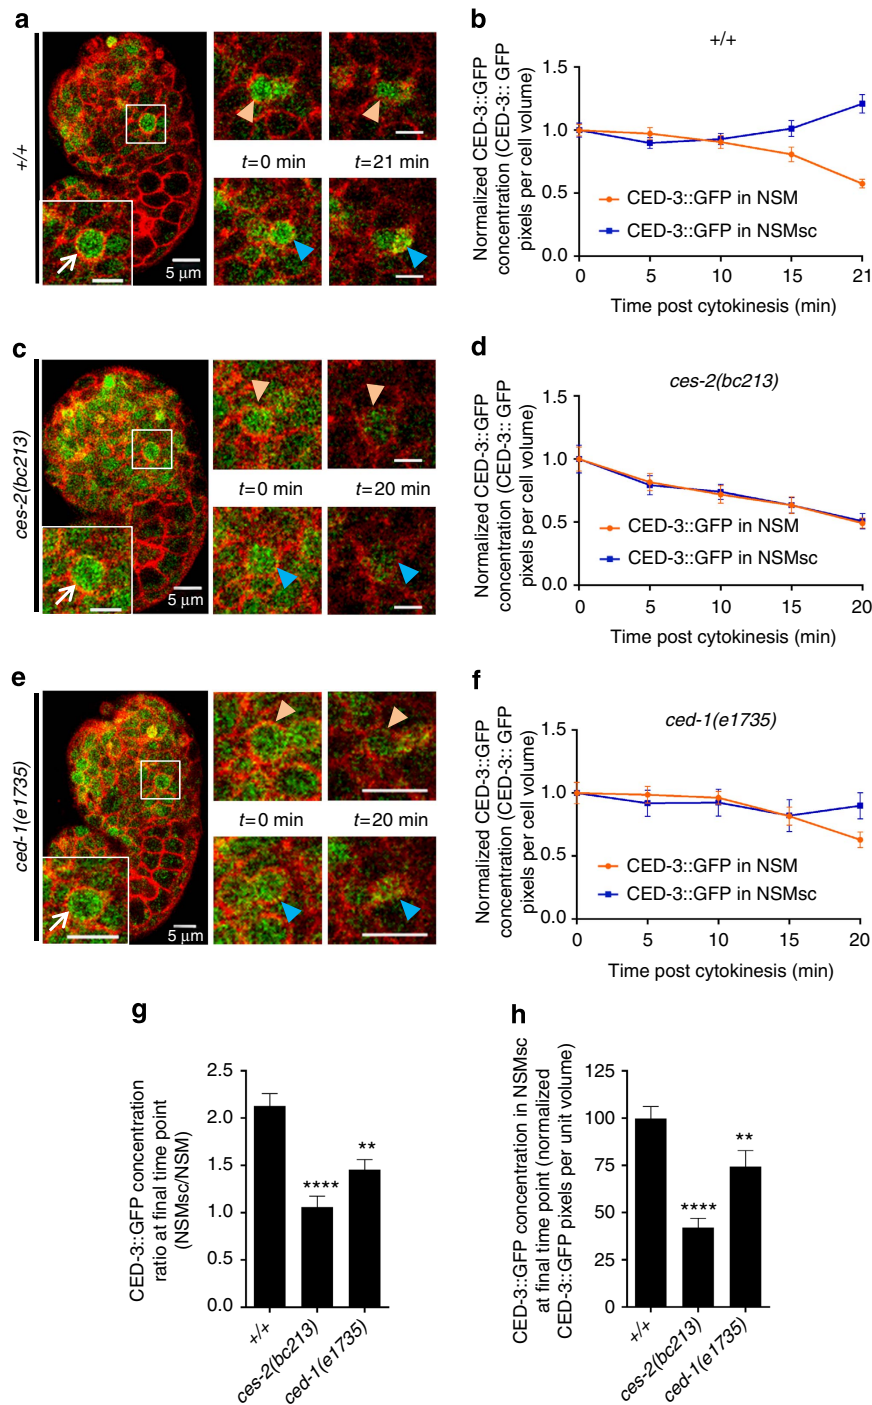 a
+/+
5 μm
t=0 min
t=21 min
b
+/+
Normalized CED-3::GFP
concentration (CED-3:: GFP
pixels per cell volume)
1.5
1.0
0.5
0.0
CED-3::GFP in NSM
CED-3::GFP in NSMsc
0 5 10 15 21
Time post cytokinesis (min)
c
ces-2(bc213)
5 μm
t=0 min
t=20 min
d
ces-2(bc213)
Normalized CED-3::GFP
concentration (CED-3:: GFP
pixels per cell volume)
1.5
1.0
0.5
0.0
CED-3::GFP in NSM
CED-3::GFP in NSMsc
0 5 10 15 20
Time post cytokinesis (min)
e
ced-1(e1735)
5 μm
t=0 min
t=20 min
f
ced-1(e1735)
Normalized CED-3::GFP
concentration (CED-3:: GFP
pixels per cell volume)
1.5
1.0
0.5
0.0
CED-3::GFP in NSM
CED-3::GFP in NSMsc
0 5 10 15 20
Time post cytokinesis (min)
g
CED-3::GFP concentration
ratio at final time point
(NSMsc/NSM)
2.5
2.0
1.5
1.0
0.5
0.0
****
**
+/+
ces-2(bc213)
ced-1(e1735)
h
CED-3::GFP concentration in NSMsc
at final time point (normalized
CED-3::GFP pixels per unit volume)
125
100
75
50
25
0
****
**
+/+
ces-2(bc213)
ced-1(e1735)